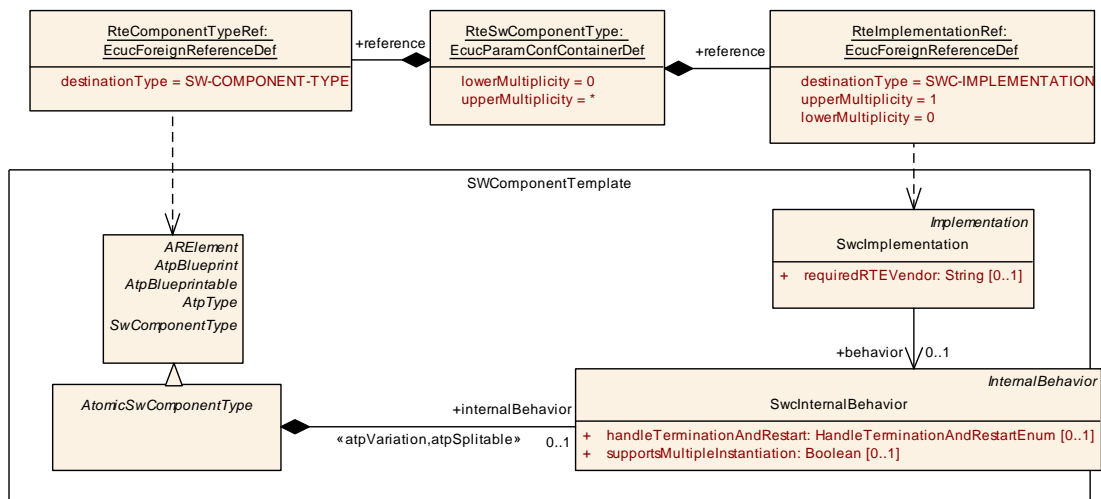 RteComponentTypeRef:
EcucForeignReferenceDef
destinationType = SW-COMPONENT-TYPE
+reference
RteSwComponentType:
EcucParamConfContainerDef
lowerMultiplicity = 0
upperMultiplicity = *
+reference
RteImplementationRef:
EcucForeignReferenceDef
destinationType = SWC-IMPLEMENTATION
upperMultiplicity = 1
lowerMultiplicity = 0
SWComponentTemplate
ARElement
AtpBlueprint
AtpBlueprintable
AtpType
SwComponentType
Implementation
SwcImplementation
+ requiredRTEVendor: String [0..1]
+behavior
0..1
AtomicSwComponentType
+internalBehavior
«atpVariation,atpSplitable»
0..1
InternalBehavior
SwcInternalBehavior
+ handleTerminationAndRestart: HandleTerminationAndRestartEnum [0..1]
+ supportsMultipleInstantiation: Boolean [0..1]